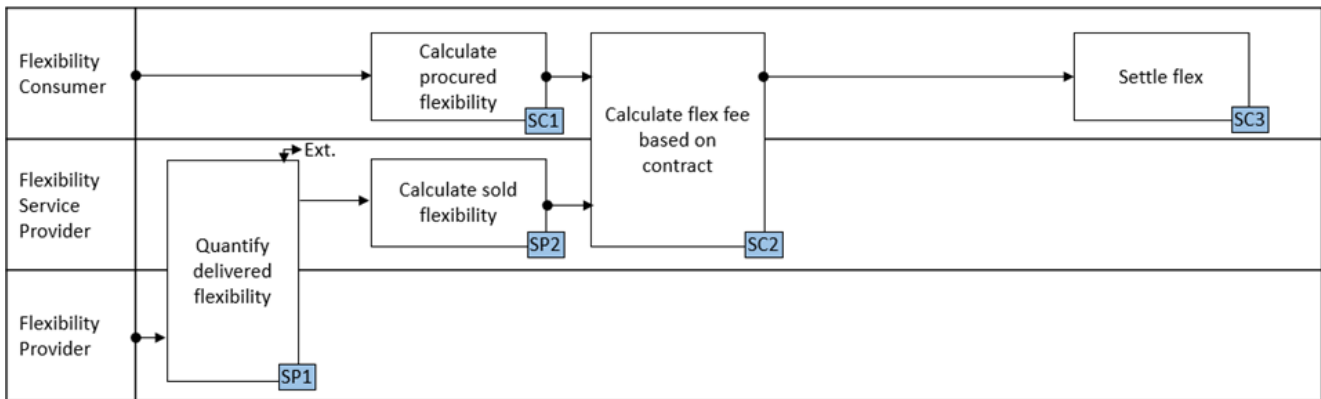 Flexibility
Consumer
Calculate
procured
flexibility
SC1
Calculate flex fee
based on
contract
SC2
Settle flex
SC3
Flexibility
Service
Provider
Ext.
Calculate sold
flexibility
SP2
Quantify
delivered
flexibility
SP1
Flexibility
Provider